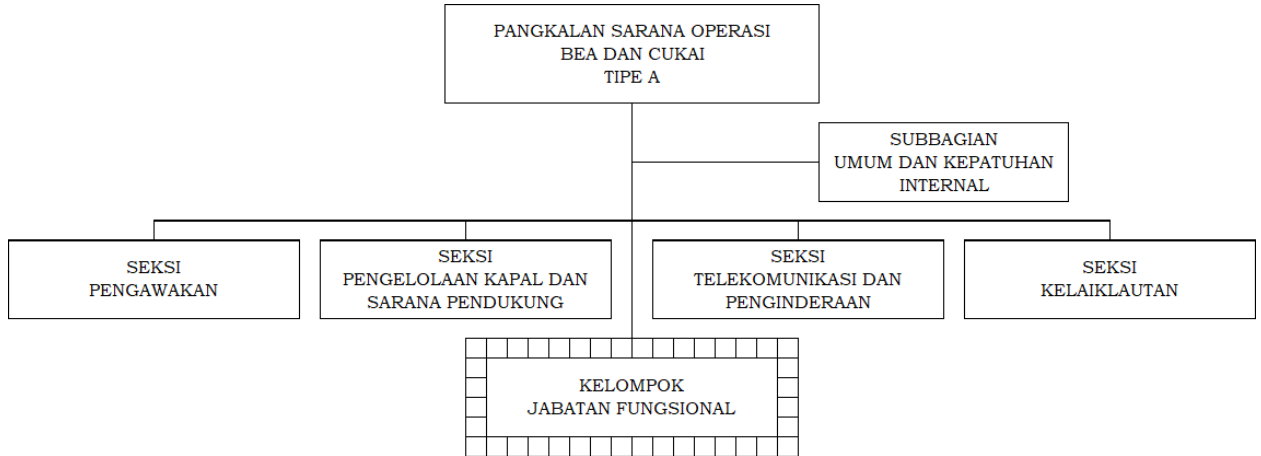 PANGKALAN SARANA OPERASI
BEA DAN CUKAI
TIPE A
SUBBAGIAN
UMUM DAN KEPATUHAN
INTERNAL
SEKSI
PENGAWAKAN
SEKSI
PENGELOLAAN KAPAL DAN
SARANA PENDUKUNG
SEKSI
TELEKOMUNIKASI DAN
PENGINDERAAN
SEKSI
KELAIKLAUTAN
KELOMPOK
JABATAN FUNGSIONAL